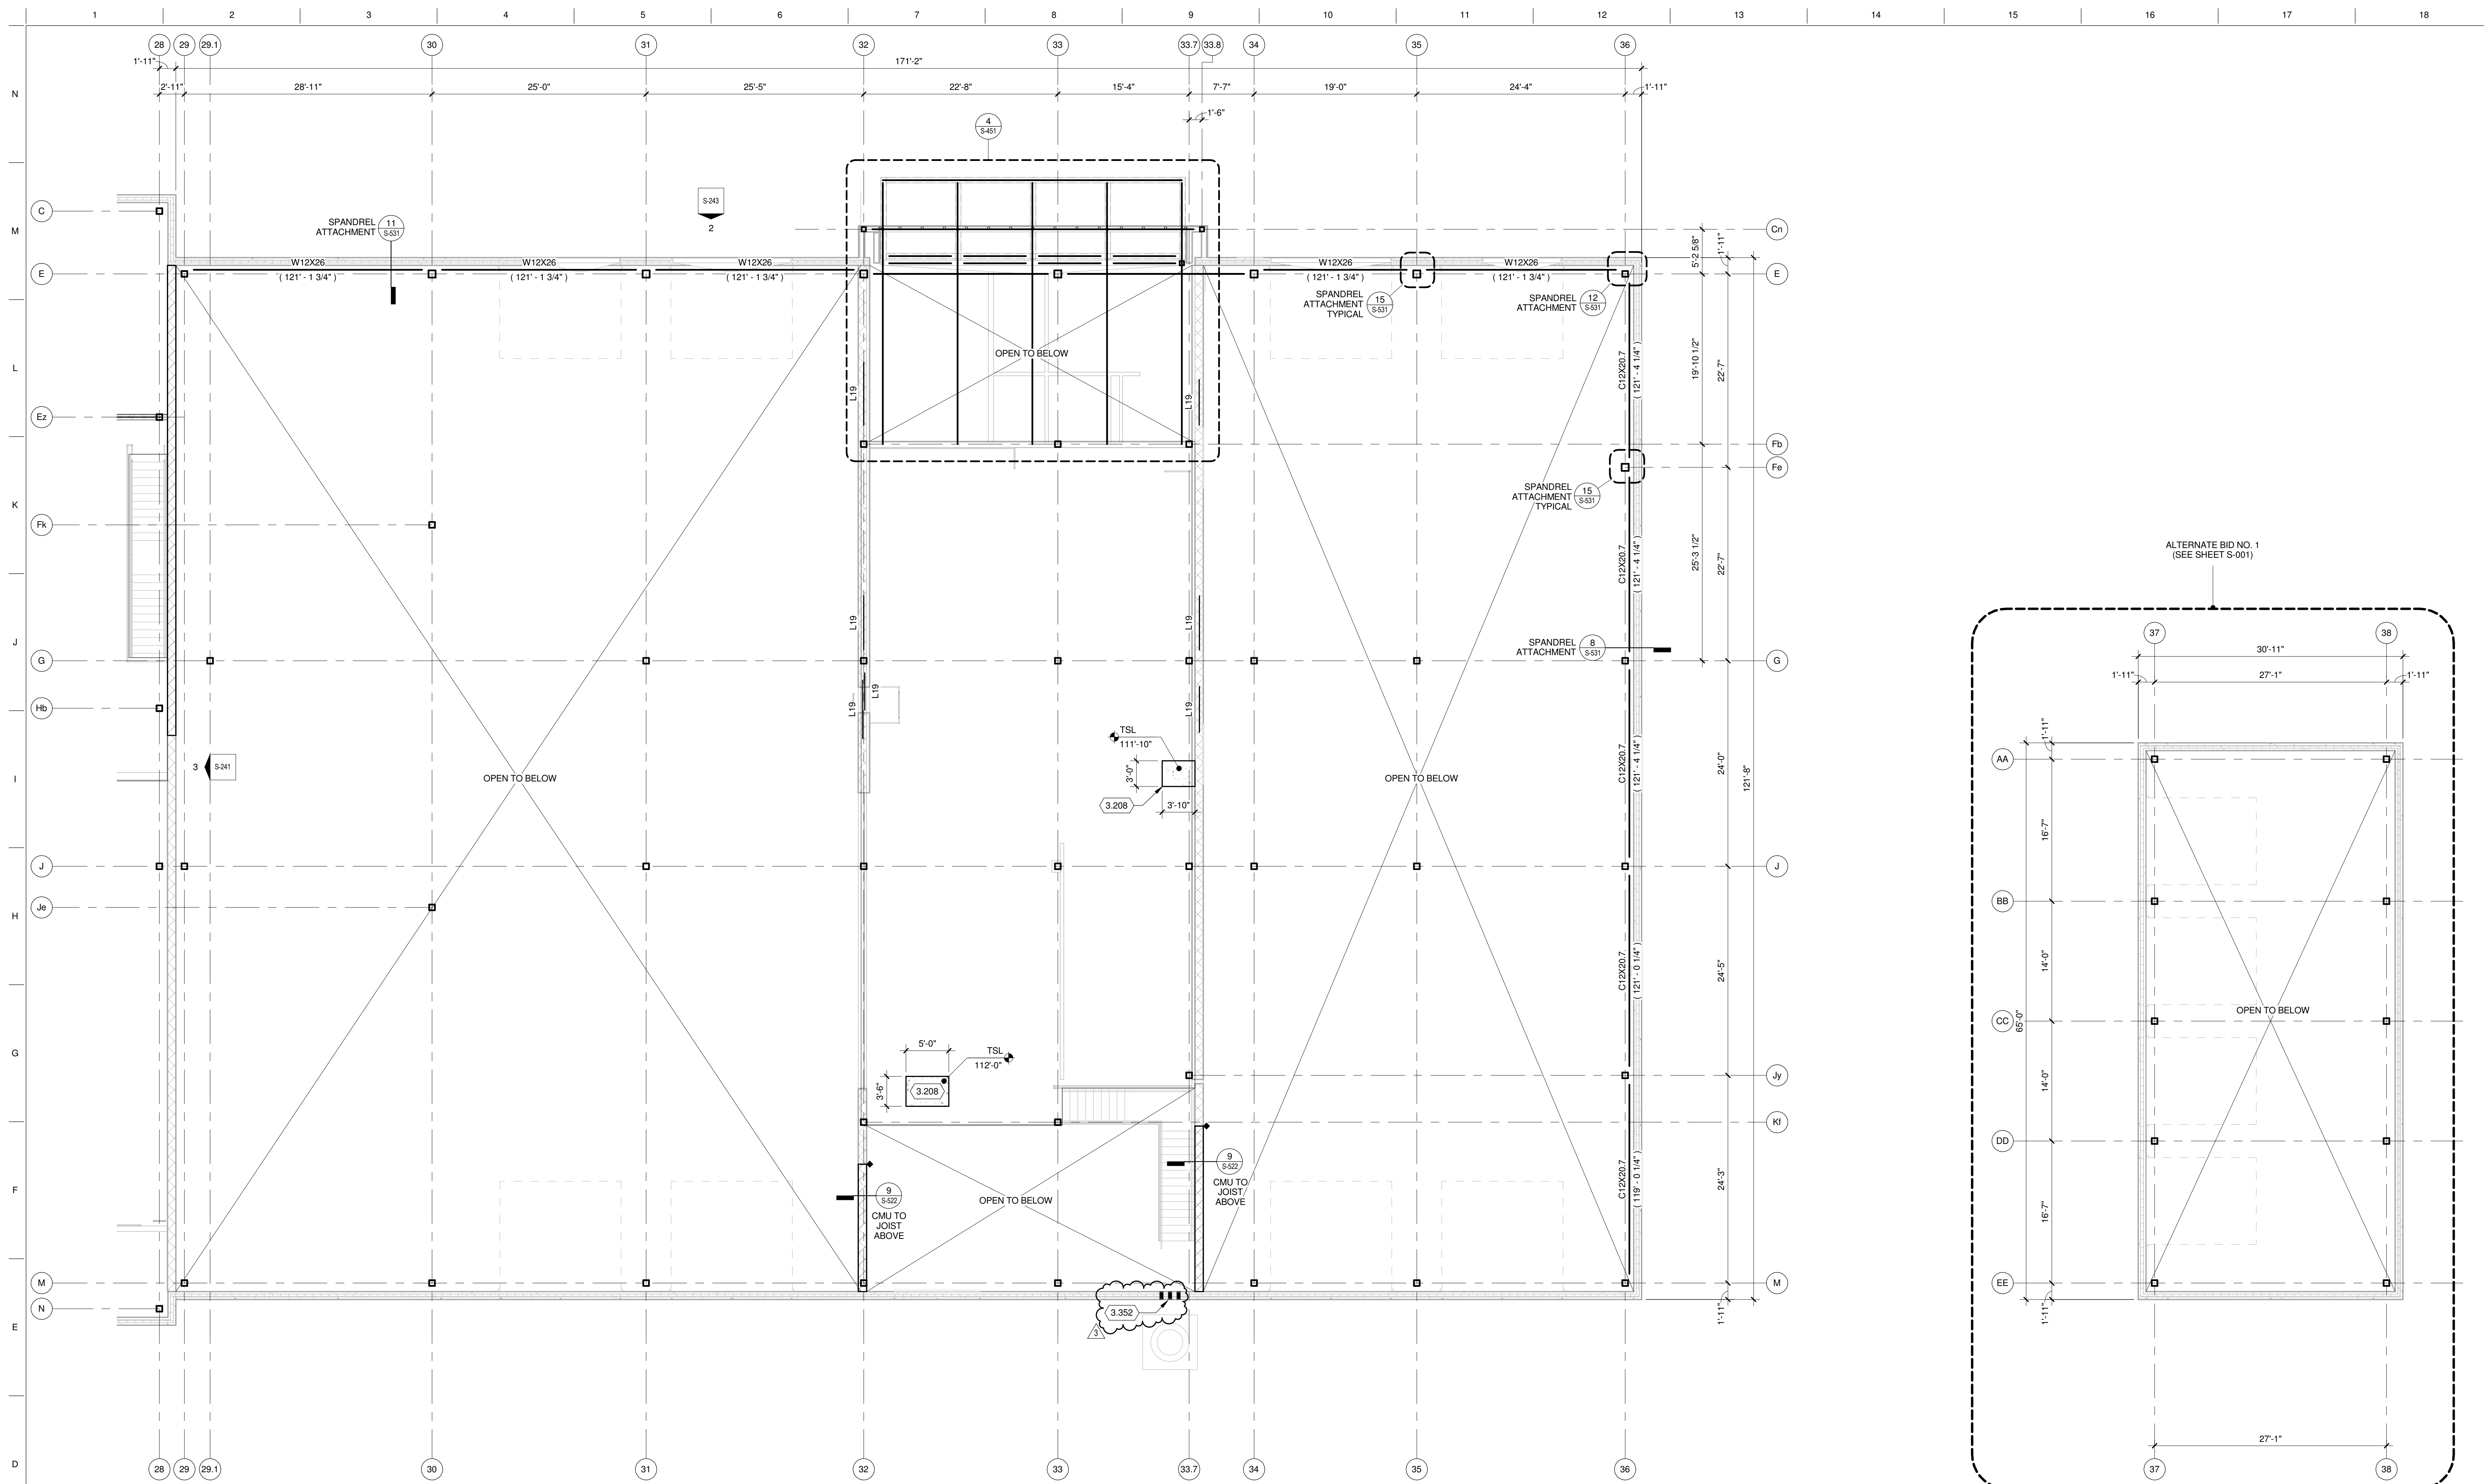 1 2 3 4 5 6 7 8 9 10 11 12 13 14 15 16 17 18
28 29 29.1 30 31 32 33 33.7 33.8 34 35 36
1'-11" 171'-2"
2'-11" 28'-11" 25'-0" 25'-5" 22'-8" 15'-4" 7'-7" 19'-0" 24'-4" 1'-11"
N
1'-6"
4
S-451
S-243
2
C
M
SPANDREL
ATTACHMENT
11
S-531
Cn
5'-2 5/8"
1'-11"
W12X26 W12X26 W12X26 W12X26 W12X26
E
( 121' - 1 3/4" ) ( 121' - 1 3/4" ) ( 121' - 1 3/4" ) ( 121' - 1 3/4" ) ( 121' - 1 3/4" )
E
SPANDREL
ATTACHMENT
TYPICAL
15
S-531
SPANDREL
ATTACHMENT
12
S-531
L
OPEN TO BELOW
L19
L19
C12X20.7
( 121' - 4 1/4" )
19'-10 1/2"
22'-7"
Ez
Fb
Fe
K
SPANDREL
ATTACHMENT
TYPICAL
15
S-531
Fk
C12X20.7
( 121' - 4 1/4" )
25'-3 1/2"
22'-7"
ALTERNATE BID NO. 1
(SEE SHEET S-001)
J
L19
L19
SPANDREL
ATTACHMENT
8
S-531
37 38
30'-11"
G
G
1'-11" 27'-1" 1'-11"
L19
L19
L19
Hb
TSL
111'-10"
1'-11"
I
3 S-241
OPEN TO BELOW
3'-0"
3.208
3'-10"
OPEN TO BELOW
C12X20.7
( 121' - 4 1/4" )
24'-0"
121'-8"
AA
16'-7"
J
J
Je
H
BB
C12X20.7
( 121' - 0 1/4" )
24'-5"
14'-0"
OPEN TO BELOW
CC
65'-0"
G
5'-0"
TSL
112'-0"
3'-6"
3.208
Jy
14'-0"
Kf
DD
F
9
S-522
CMU TO
JOIST
ABOVE
OPEN TO BELOW
9
S-522
CMU TO
JOIST
ABOVE
C12X20.7
( 119' - 0 1/4" )
24'-3"
16'-7"
M
M
EE
N
3.352
3
E
1'-11"
1'-11"
27'-1"
D
28 29 29.1 30 31 32 33 33.7 34 35 36 37 38